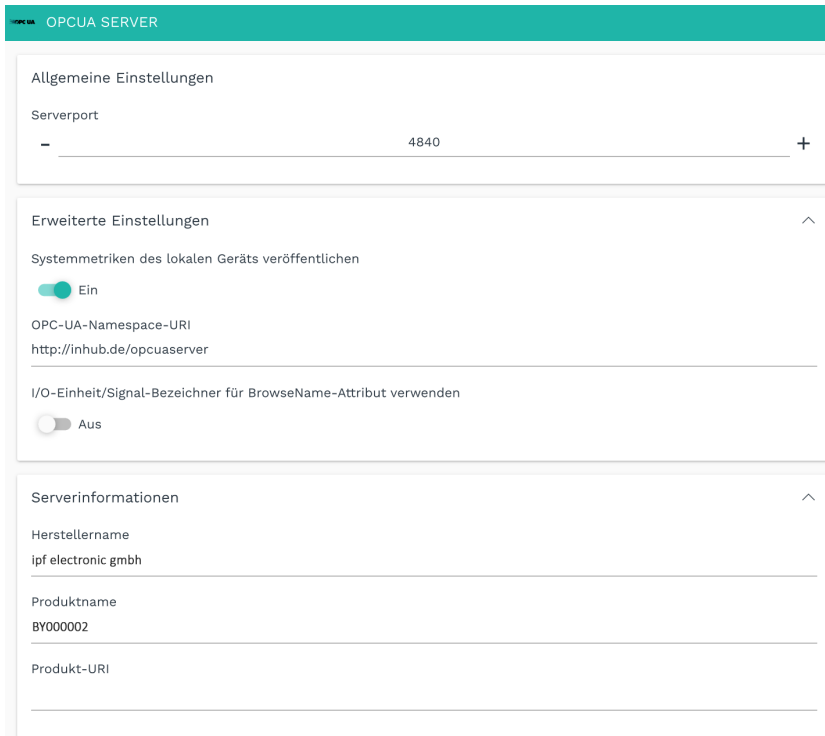 OPC UA OPCUA SERVER
Allgemeine Einstellungen
Serverport
- 4840 +
Erweiterte Einstellungen
Systemmetriken des lokalen Geräts veröffentlichen
Ein
OPC-UA-Namespace-URI
http://inhub.de/opcuaserver
I/O-Einheit/Signal-Bezeichner für BrowseName-Attribut verwenden
Aus
Serverinformationen
Herstellername
ipf electronic gmbh
Produktname
BY000002
Produkt-URI